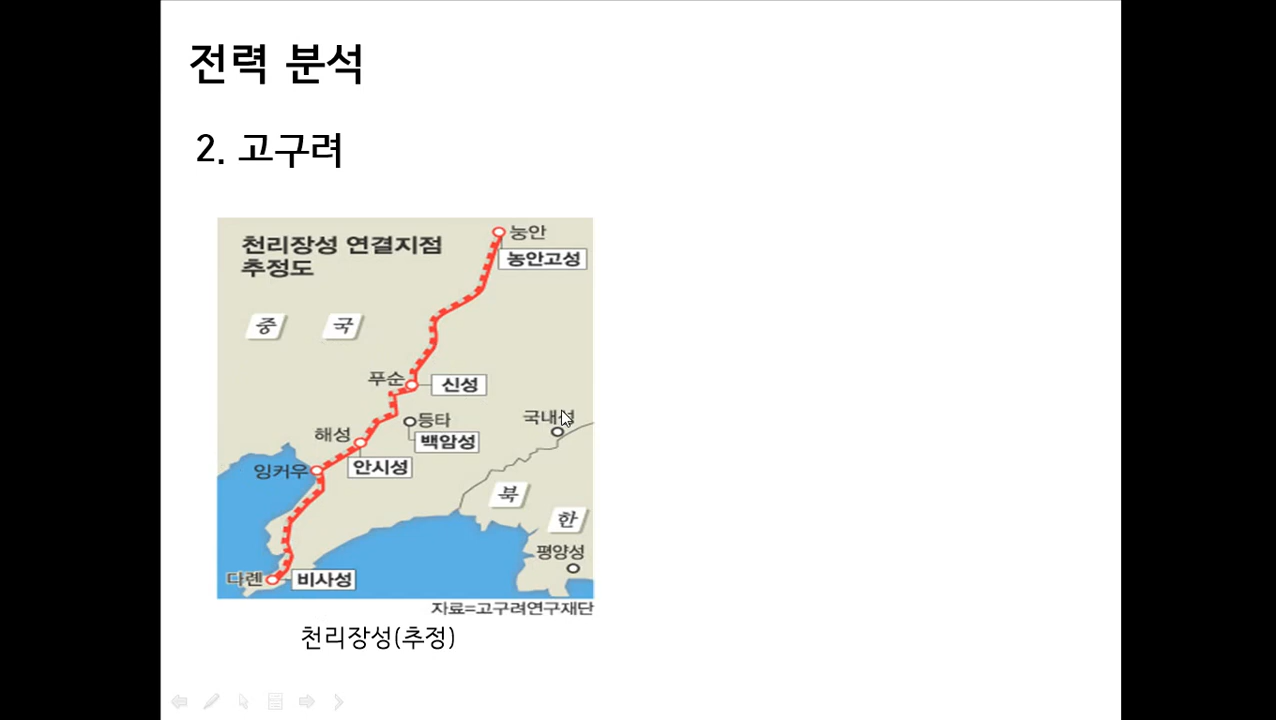 전력 분석
2. 고구려
천리장성 연결지점
추정도
눙안
농안고성
중 국
푸순
신성
등타
백암성
국내성
해성
안시성
잉커우
북
한
평양성
다롄
비사성
자료=고구려연구재단
천리장성(추정)